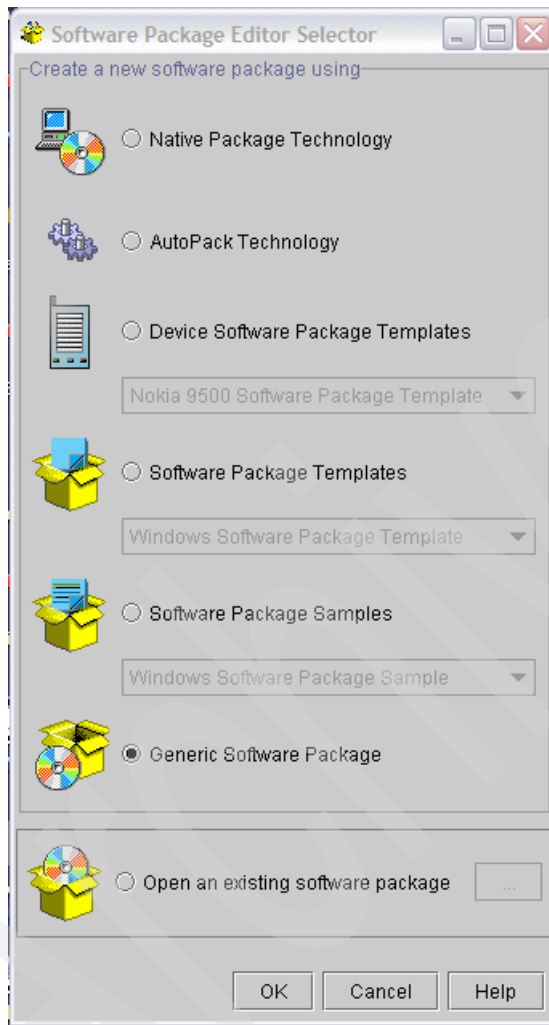 Software Package Editor Selector
Create a new software package using
Native Package Technology
AutoPack Technology
Device Software Package Templates
Nokia 9500 Software Package Template
Software Package Templates
Windows Software Package Template
Software Package Samples
Windows Software Package Sample
Generic Software Package
Open an existing software package
...
OK Cancel Help